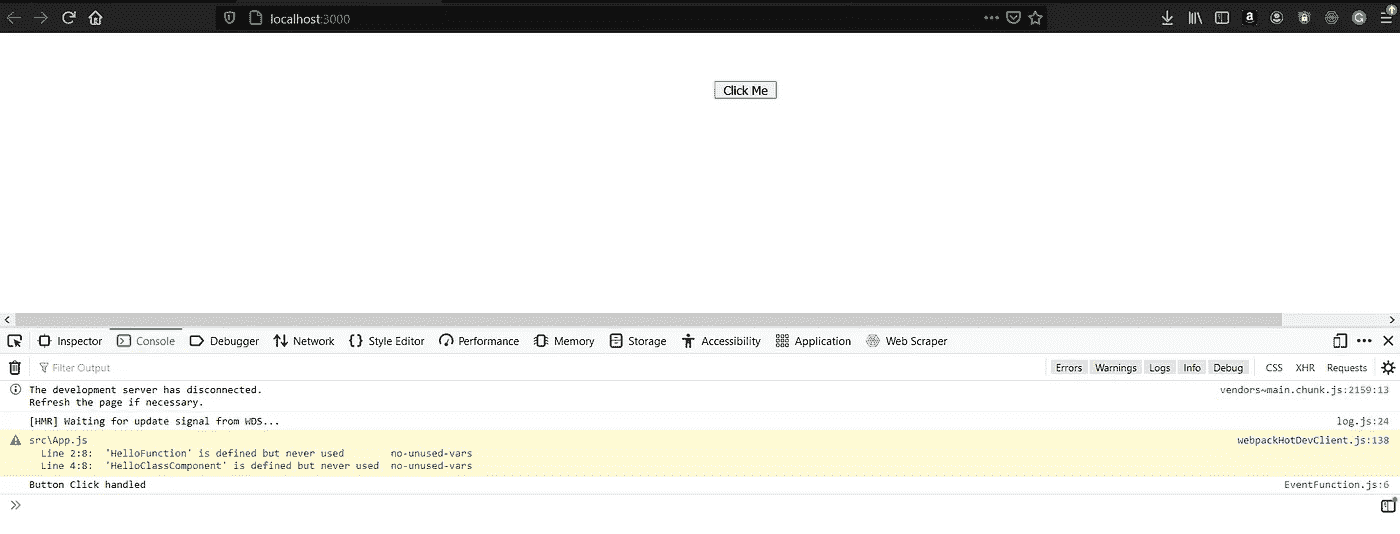 localhost:3000
Click Me
Inspector Console Debugger Network Style Editor Performance Memory Storage Accessibility Application Web Scraper
Filter Output Errors Warnings Logs Info Debug CSS XHR Requests
The development server has disconnected. vendors~main.chunk.js:2159:13
Refresh the page if necessary.
[HMR] Waiting for update signal from WDS... log.js:24
src\App.js webpackHotDevClient.js:138
Line 2:8: 'HelloFunction' is defined but never used no-unused-vars
Line 4:8: 'HelloClassComponent' is defined but never used no-unused-vars
Button Click handled EventFunction.js:6